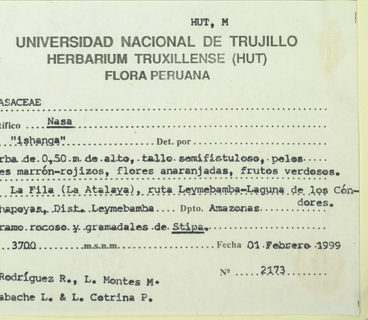 HUT, M
UNIVERSIDAD NACIONAL DE TRUJILLO
HERBARIUM TRUXILLENSE (HUT)
FLORA PERUANA
ASACEAE
tífico Nasa
"ishanga" Det. por
rba de 0,50 m de alto, tallo semifistuloso, pelos
es marrón-rojizos, flores anaranjadas, frutos verdosos.
La Fila (La Atalaya), ruta Leymebamba-Laguna de los Cón-
dores.
hapoyas, Dist. Leymebamba Dpto. Amazonas
ramo rocoso y gramadales de Stipa.
3700 m.s.n.m. Fecha 01 Febrero 1999
Nº 2173
Rodríguez R., L. Montes M.
abache L. & L. Cotrina P.